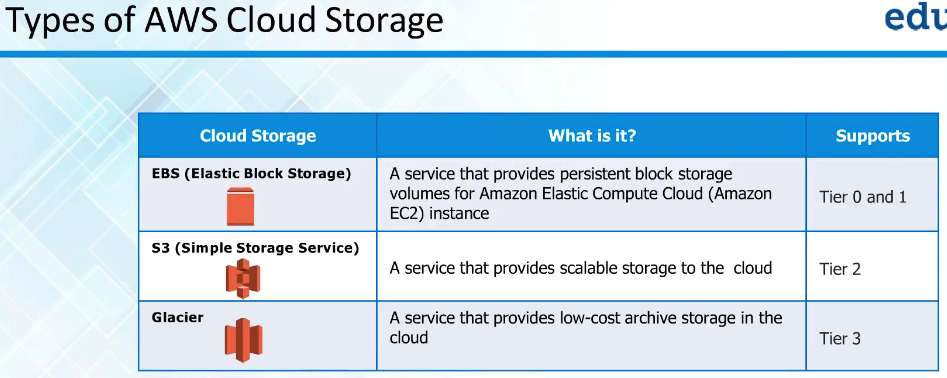 Types of AWS Cloud Storage
edu
Cloud Storage
What is it?
Supports
EBS (Elastic Block Storage)
A service that provides persistent block storage
volumes for Amazon Elastic Compute Cloud (Amazon
EC2) instance
Tier 0 and 1
S3 (Simple Storage Service)
A service that provides scalable storage to the cloud
Tier 2
Glacier
A service that provides low-cost archive storage in the
cloud
Tier 3